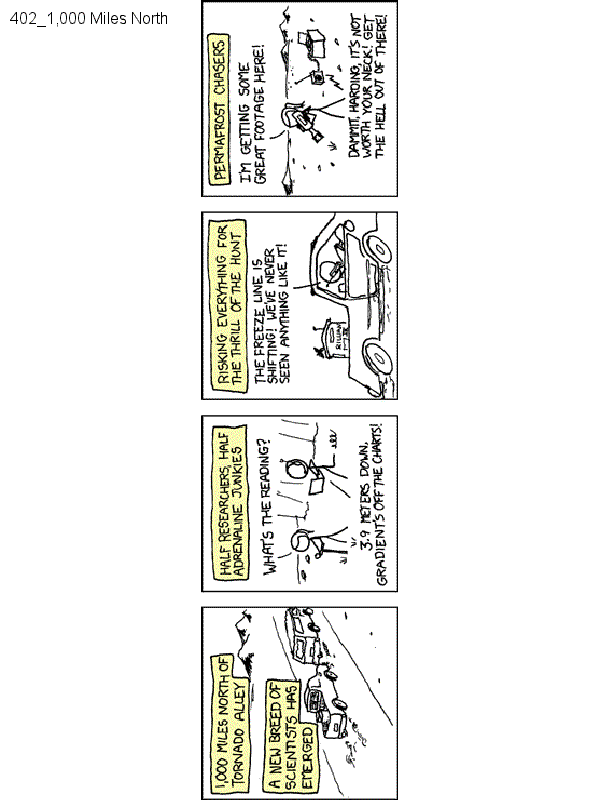 402_1,000 Miles North
1,000 MILES NORTH OF
TORNADO ALLEY
A NEW BREED OF
SCIENTISTS HAS
EMERGED
HALF RESEARCHERS, HALF
ADRENALINE JUNKIES
WHAT'S THE READING?
3.9 METERS DOWN.
GRADIENT'S OFF THE CHARTS!
RISKING EVERYTHING FOR
THE THRILL OF THE HUNT
THE FREEZE LINE IS
SHIFTING! WE'VE NEVER
SEEN ANYTHING LIKE IT!
PERMAFROST CHASERS
I'M GETTING SOME
GREAT FOOTAGE HERE!
DAMMIT, HARDING, IT'S NOT
WORTH YOUR NECK! GET
THE HELL OUT OF THERE!